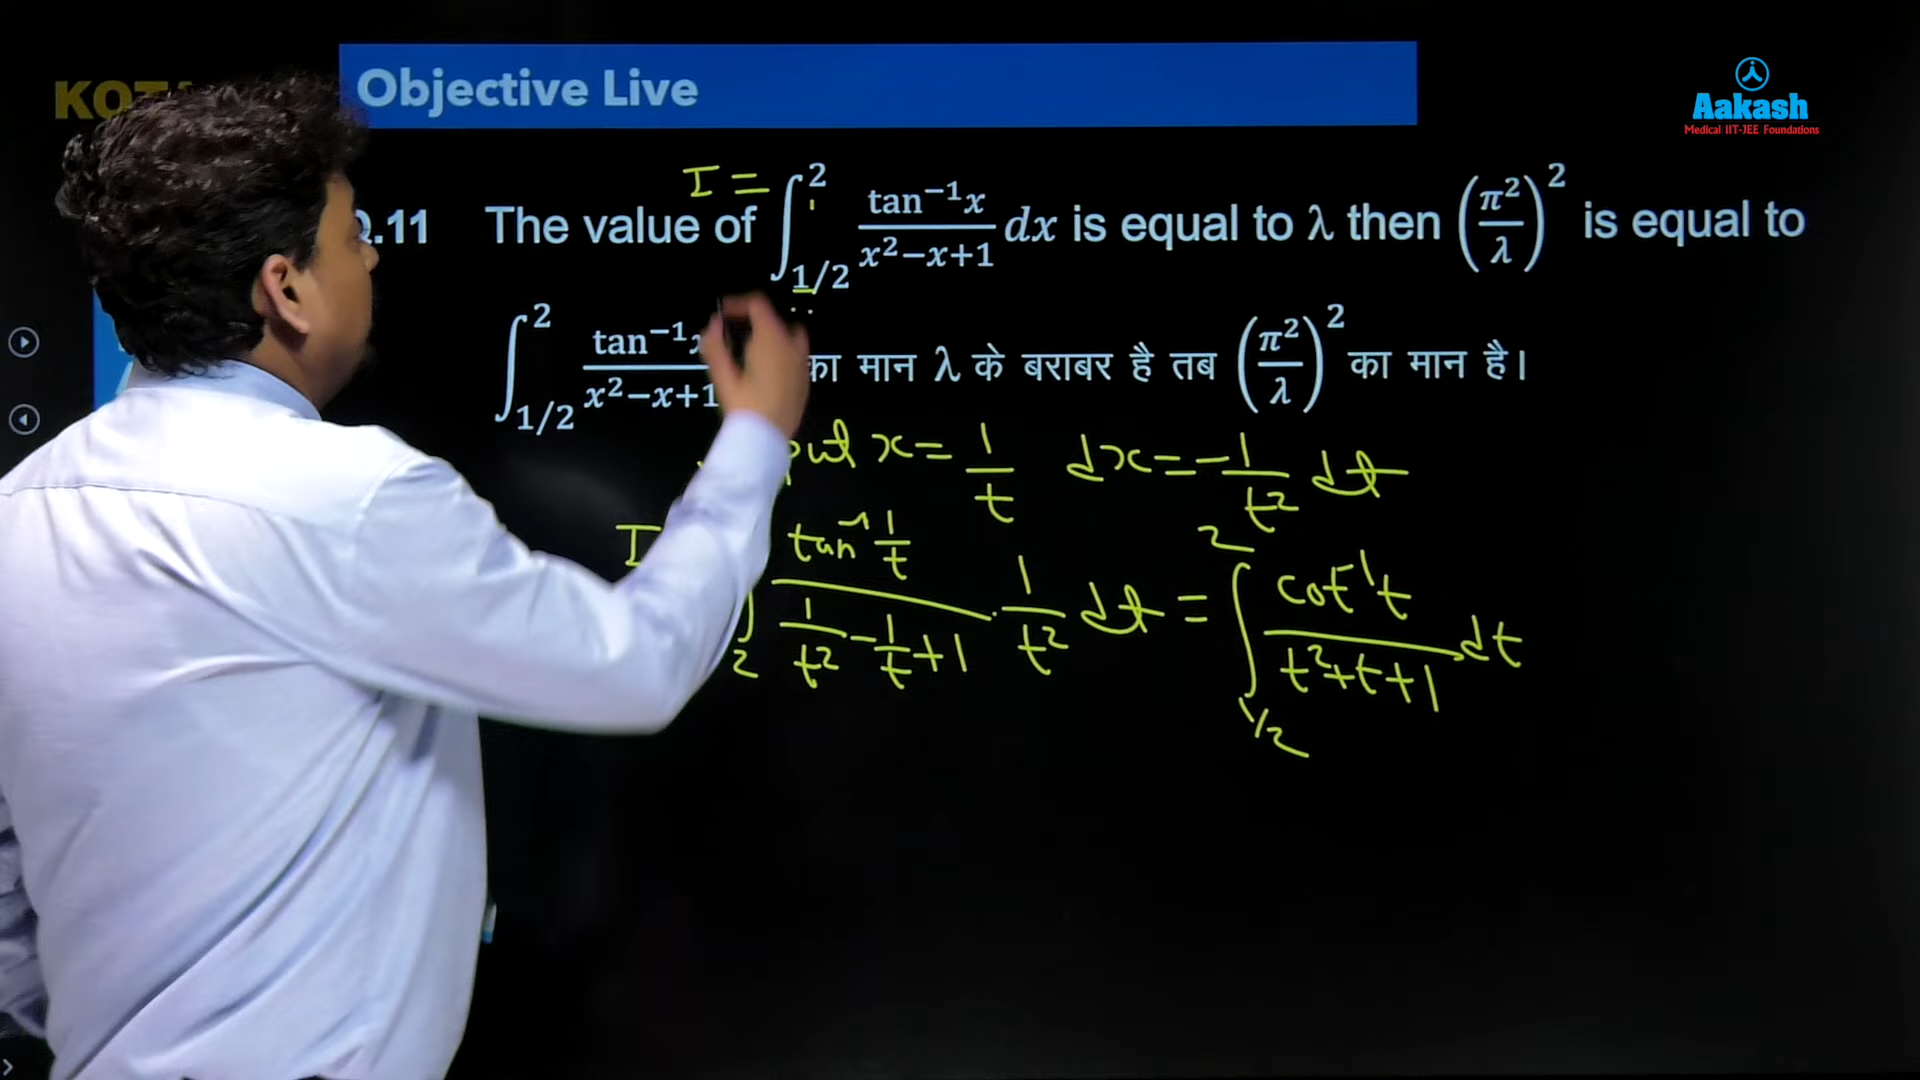 Objective Live
Aakash
Medical IIT-JEE Foundations
I =
.11 The value of ∫_{1/2}^{2} tan⁻¹x / (x²−x+1) dx is equal to λ then (π²/λ)² is equal to
∫_{1/2}^{2} tan⁻¹ / x²−x+1 का मान λ के बराबर है तब (π²/λ)² का मान है।
put x = 1/t dx = −1/t² dt
I tan⁻¹ 1/t / (1/t² − 1/t + 1) · 1/t² dt = ∫_{1/2}^{2} cot⁻¹t / (t²+t+1) dt